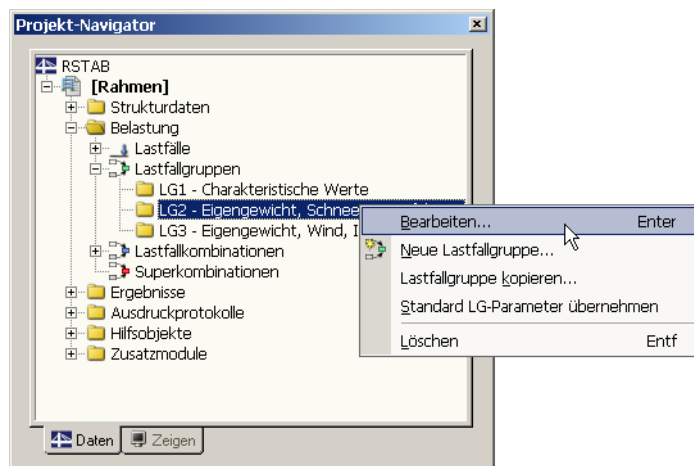 Projekt-Navigator
RSTAB
[Rahmen]
Strukturdaten
Belastung
Lastfälle
Lastfallgruppen
LG1 - Charakteristische Werte
LG2 - Eigengewicht, Schnee
LG3 - Eigengewicht, Wind, I
Lastfallkombinationen
Superkombinationen
Ergebnisse
Ausdruckprotokolle
Hilfsobjekte
Zusatzmodule
Bearbeiten... Enter
Neue Lastfallgruppe...
Lastfallgruppe kopieren...
Standard LG-Parameter übernehmen
Löschen Entf
Daten Zeigen